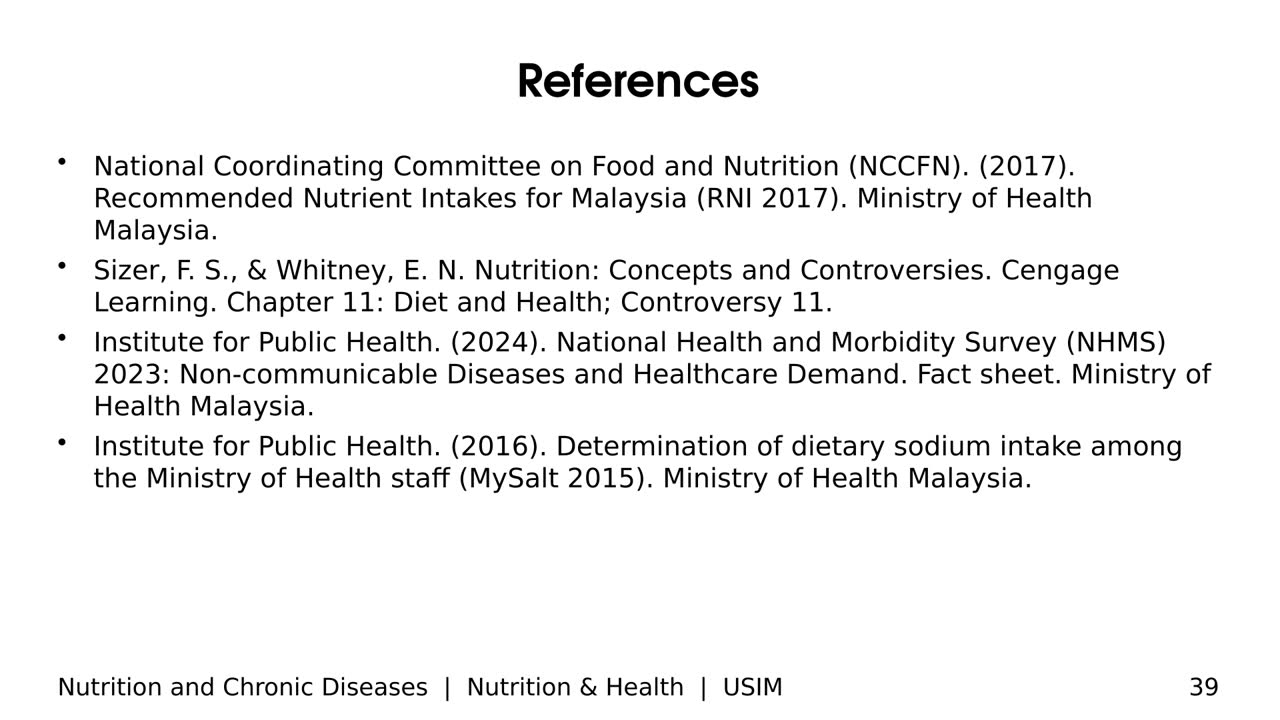 References
• National Coordinating Committee on Food and Nutrition (NCCFN). (2017).
Recommended Nutrient Intakes for Malaysia (RNI 2017). Ministry of Health
Malaysia.
• Sizer, F. S., & Whitney, E. N. Nutrition: Concepts and Controversies. Cengage
Learning. Chapter 11: Diet and Health; Controversy 11.
• Institute for Public Health. (2024). National Health and Morbidity Survey (NHMS)
2023: Non-communicable Diseases and Healthcare Demand. Fact sheet. Ministry of
Health Malaysia.
• Institute for Public Health. (2016). Determination of dietary sodium intake among
the Ministry of Health staff (MySalt 2015). Ministry of Health Malaysia.
Nutrition and Chronic Diseases | Nutrition & Health | USIM 39